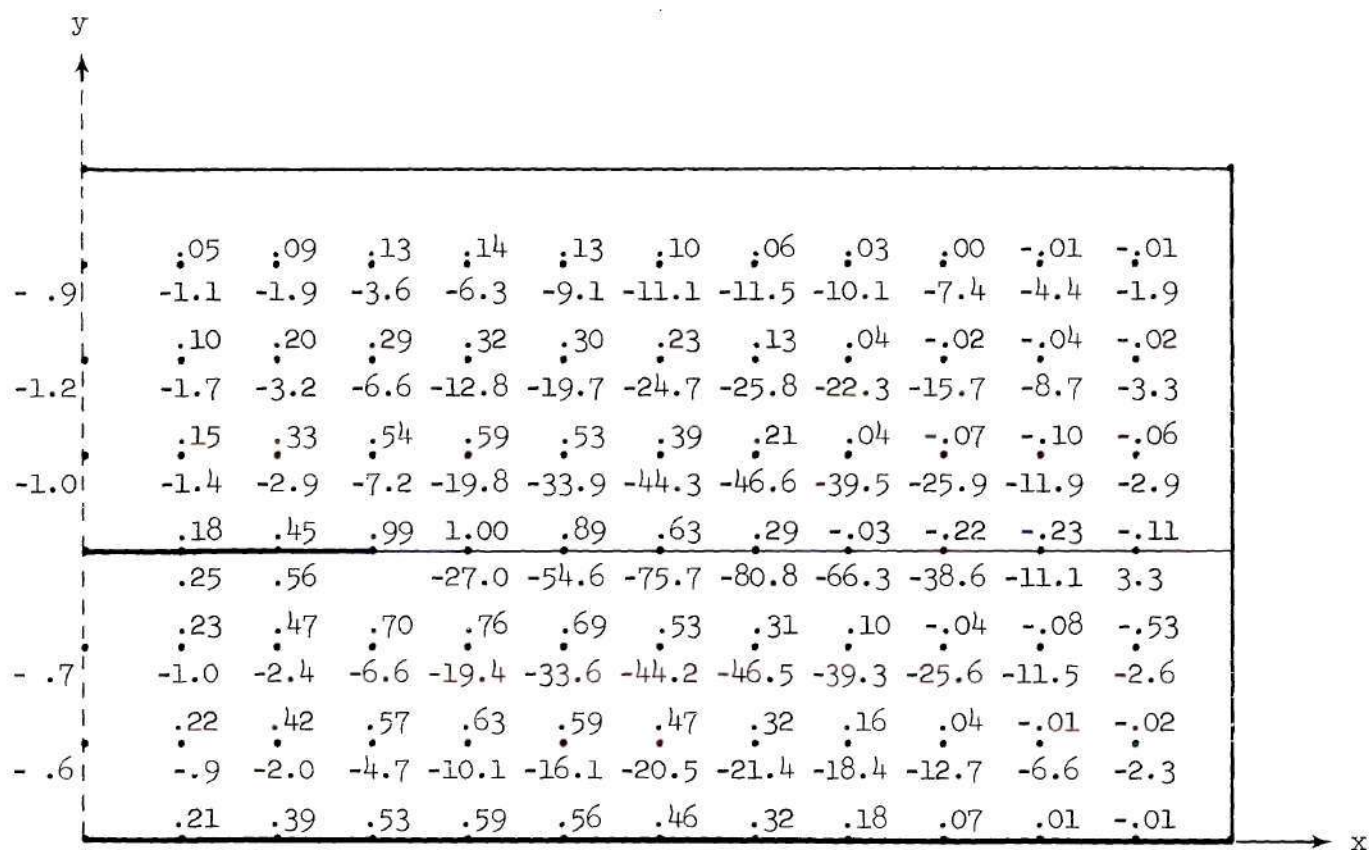 y
.05 .09 .13 .14 .13 .10 .06 .03 .00 -.01 -.01
- .9 -1.1 -1.9 -3.6 -6.3 -9.1 -11.1 -11.5 -10.1 -7.4 -4.4 -1.9
.10 .20 .29 .32 .30 .23 .13 .04 -.02 -.04 -.02
-1.2 -1.7 -3.2 -6.6 -12.8 -19.7 -24.7 -25.8 -22.3 -15.7 -8.7 -3.3
.15 .33 .54 .59 .53 .39 .21 .04 -.07 -.10 -.06
-1.0 -1.4 -2.9 -7.2 -19.8 -33.9 -44.3 -46.6 -39.5 -25.9 -11.9 -2.9
.18 .45 .99 1.00 .89 .63 .29 -.03 -.22 -.23 -.11
.25 .56 -27.0 -54.6 -75.7 -80.8 -66.3 -38.6 -11.1 3.3
.23 .47 .70 .76 .69 .53 .31 .10 -.04 -.08 -.53
- .7 -1.0 -2.4 -6.6 -19.4 -33.6 -44.2 -46.5 -39.3 -25.6 -11.5 -2.6
.22 .42 .57 .63 .59 .47 .32 .16 .04 -.01 -.02
- .6 -.9 -2.0 -4.7 -10.1 -16.1 -20.5 -21.4 -18.4 -12.7 -6.6 -2.3
.21 .39 .53 .59 .56 .46 .32 .18 .07 .01 -.01
x